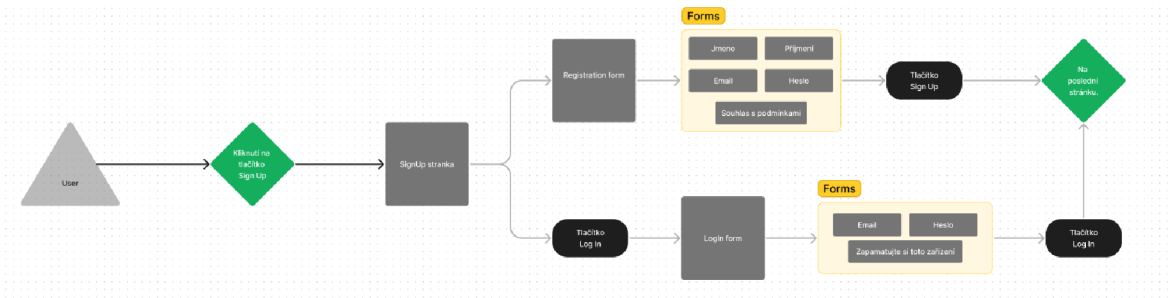 User
Kliknutí na
tlačítko
Sign Up
SignUp stranka
Registration form
Forms
Jmeno
Příjmení
Email
Heslo
Souhlas s podmínkami
Tlačítko
Sign Up
Na
poslední
stránku.
Tlačítko
Log In
LogIn form
Forms
Email
Heslo
Zapamatujte si toto zařízení
Tlačítko
Log In